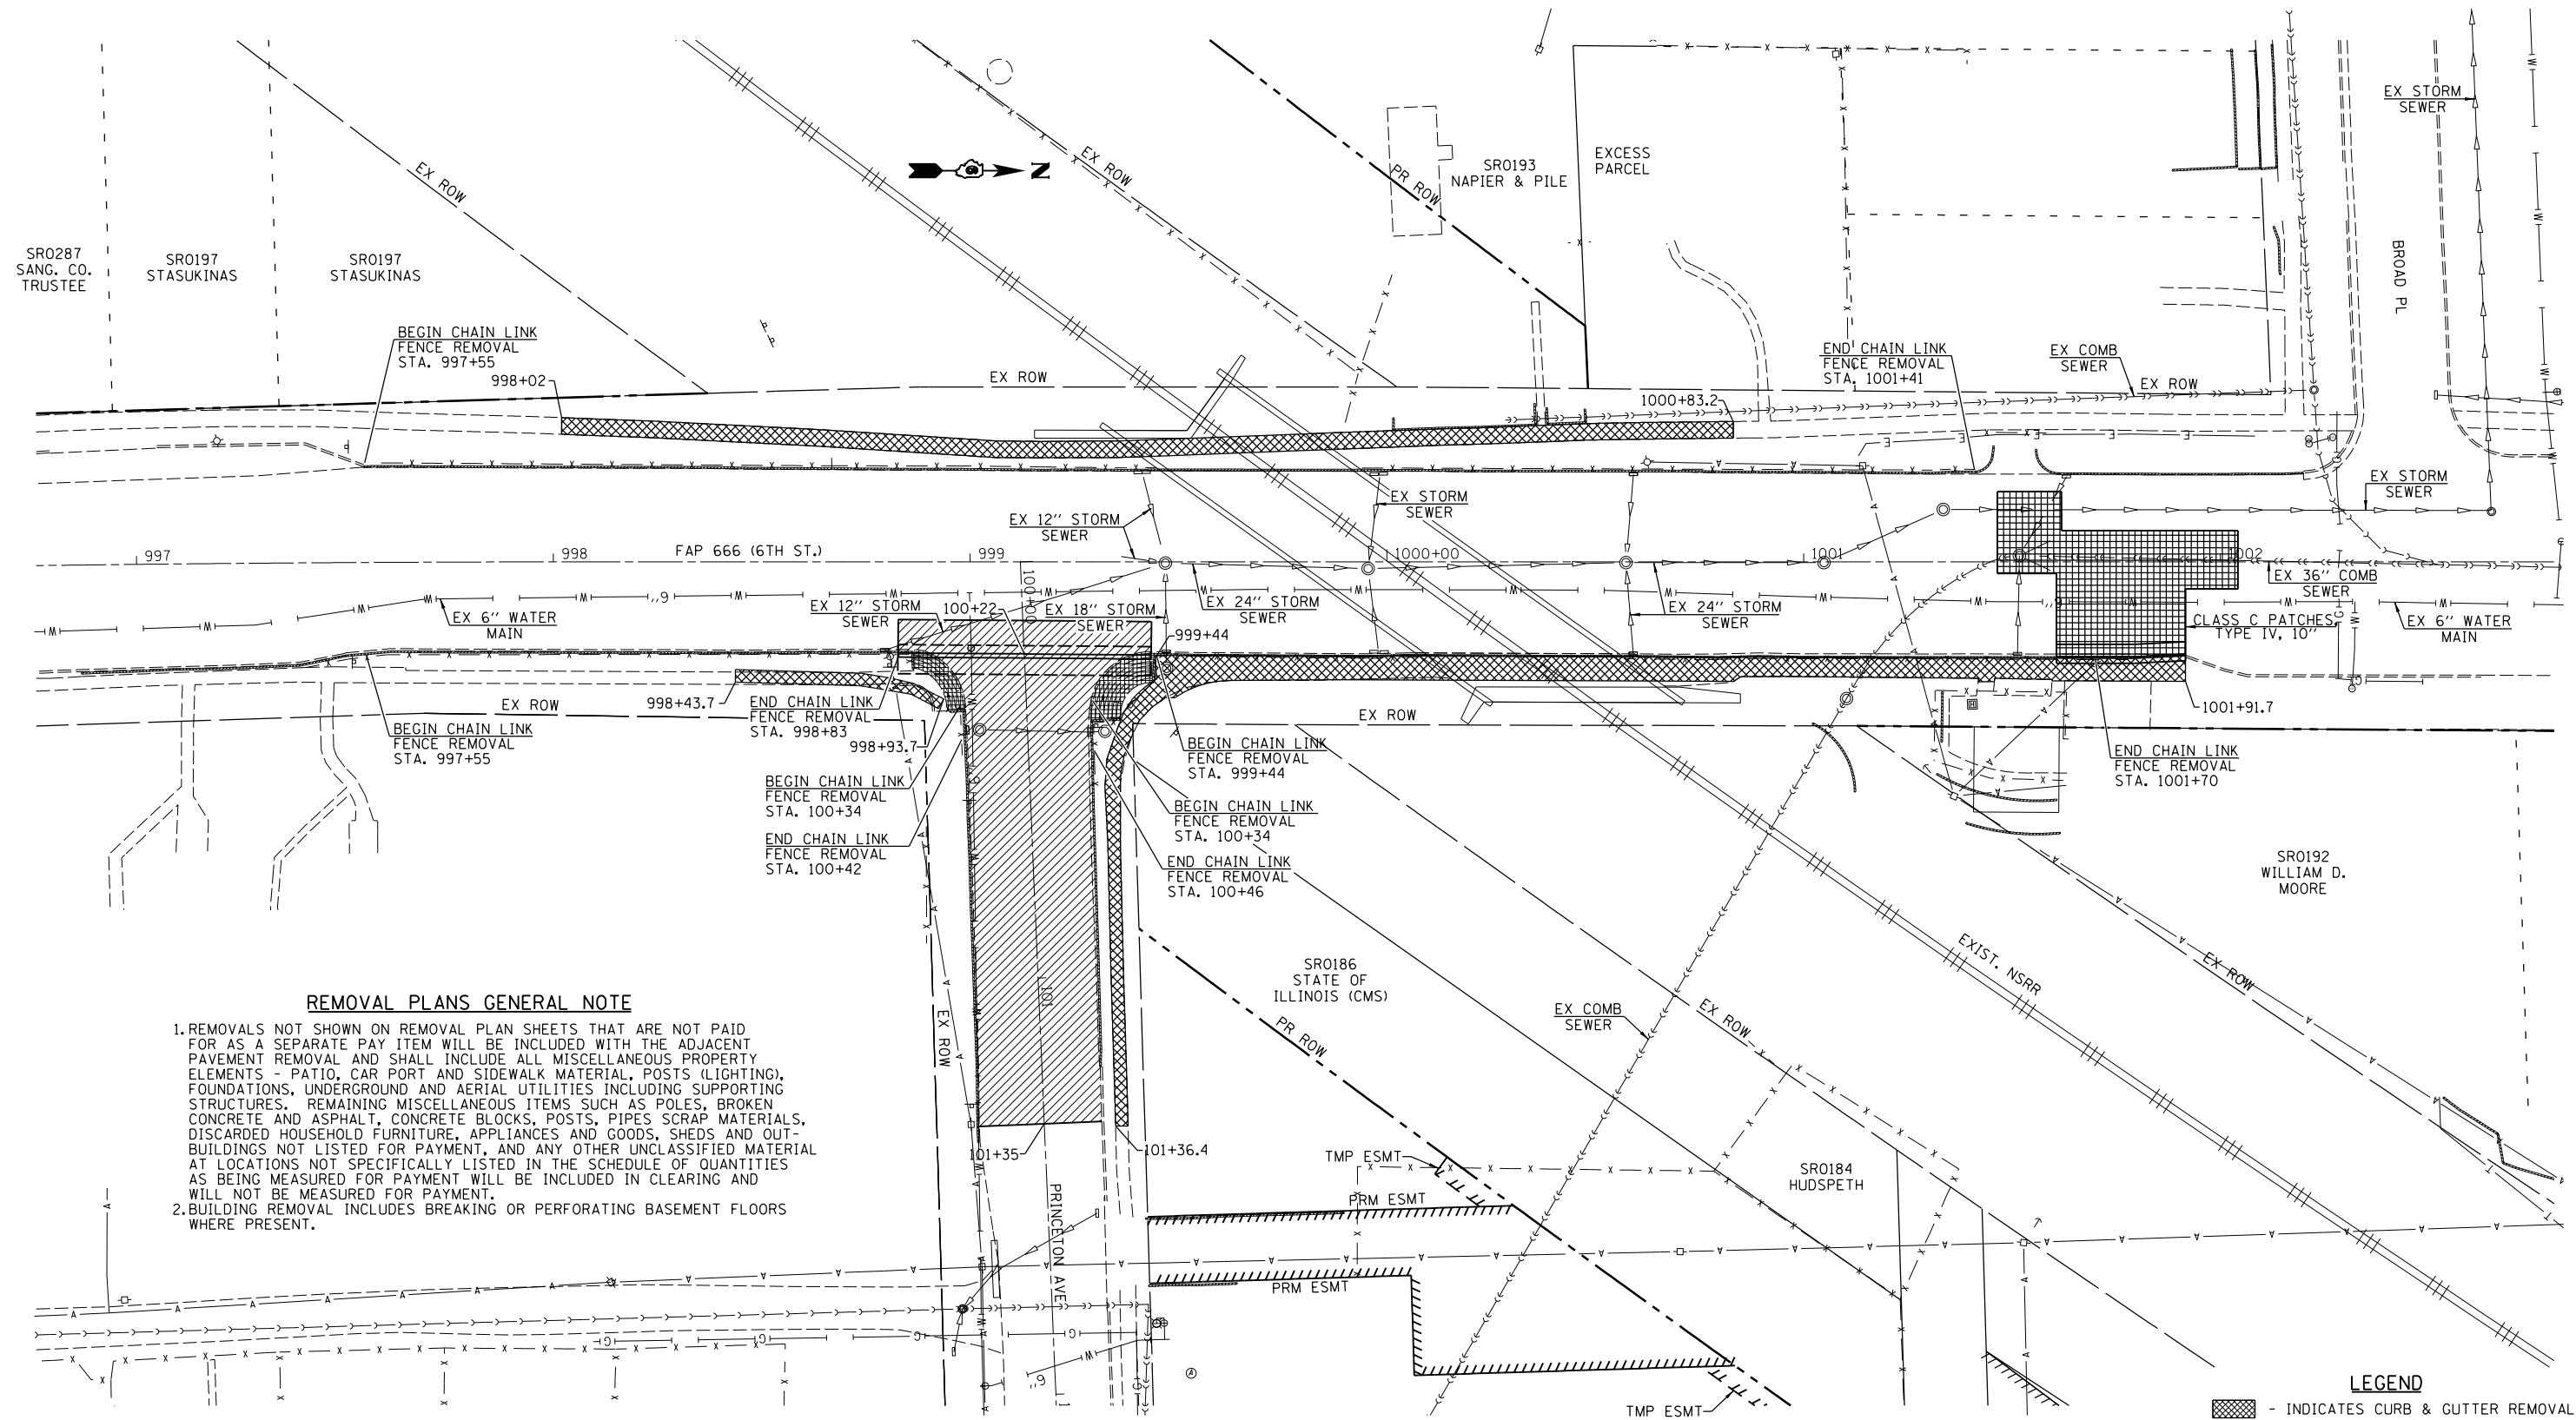 EX STORM
SEWER
EX ROW
EX ROW
PR ROW
SR0193
NAPIER & PILE
EXCESS
PARCEL
N
BROAD PL
SR0287
SANG. CO.
TRUSTEE
SR0197
STASUKINAS
SR0197
STASUKINAS
BEGIN CHAIN LINK
FENCE REMOVAL
STA. 997+55
998+02
EX ROW
END CHAIN LINK
FENCE REMOVAL
STA. 1001+41
EX COMB
SEWER
EX ROW
1000+83.2
EX STORM
SEWER
EX STORM
SEWER
EX 12" STORM
SEWER
997
998
FAP 666 (6TH ST.)
999
1000+00
1001
1002
EX 36" COMB
SEWER
100+00
EX 6" WATER
MAIN
6"
EX 12" STORM
SEWER
100+22
EX 18" STORM
SEWER
EX 24" STORM
SEWER
EX 24" STORM
SEWER
6"
CLASS C PATCHES,
TYPE IV, 10"
EX 6" WATER
MAIN
999+44
998+43.7
EX ROW
END CHAIN LINK
FENCE REMOVAL
STA. 998+83
998+93.7
EX ROW
1001+91.7
BEGIN CHAIN LINK
FENCE REMOVAL
STA. 997+55
BEGIN CHAIN LINK
FENCE REMOVAL
STA. 999+44
END CHAIN LINK
FENCE REMOVAL
STA. 1001+70
BEGIN CHAIN LINK
FENCE REMOVAL
STA. 100+34
BEGIN CHAIN LINK
FENCE REMOVAL
STA. 100+34
END CHAIN LINK
FENCE REMOVAL
STA. 100+42
END CHAIN LINK
FENCE REMOVAL
STA. 100+46
SR0192
WILLIAM D.
MOORE
EXIST. NSRR
EX ROW
SR0186
STATE OF
ILLINOIS (CMS)
PR ROW
EX COMB
SEWER
EX ROW
EX ROW
101
REMOVAL PLANS GENERAL NOTE
1. REMOVALS NOT SHOWN ON REMOVAL PLAN SHEETS THAT ARE NOT PAID
FOR AS A SEPARATE PAY ITEM WILL BE INCLUDED WITH THE ADJACENT
PAVEMENT REMOVAL AND SHALL INCLUDE ALL MISCELLANEOUS PROPERTY
ELEMENTS - PATIO, CAR PORT AND SIDEWALK MATERIAL, POSTS (LIGHTING),
FOUNDATIONS, UNDERGROUND AND AERIAL UTILITIES INCLUDING SUPPORTING
STRUCTURES.  REMAINING MISCELLANEOUS ITEMS SUCH AS POLES, BROKEN
CONCRETE AND ASPHALT, CONCRETE BLOCKS, POSTS, PIPES SCRAP MATERIALS,
DISCARDED HOUSEHOLD FURNITURE, APPLIANCES AND GOODS, SHEDS AND OUT-
BUILDINGS NOT LISTED FOR PAYMENT, AND ANY OTHER UNCLASSIFIED MATERIAL
AT LOCATIONS NOT SPECIFICALLY LISTED IN THE SCHEDULE OF QUANTITIES
AS BEING MEASURED FOR PAYMENT WILL BE INCLUDED IN CLEARING AND
WILL NOT BE MEASURED FOR PAYMENT.
2. BUILDING REMOVAL INCLUDES BREAKING OR PERFORATING BASEMENT FLOORS
WHERE PRESENT.
101+35
101+36.4
PRINCETON AVE
TMP ESMT
PRM ESMT
SR0184
HUDSPETH
PRM ESMT
6"
TMP ESMT
LEGEND
- INDICATES CURB & GUTTER REMOVAL